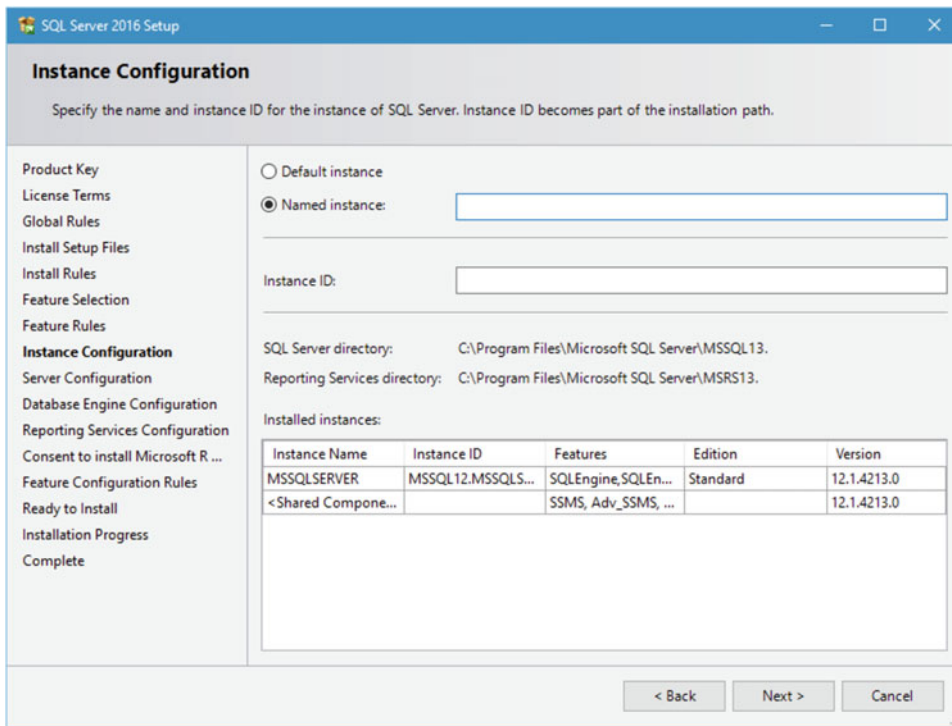 SQL Server 2016 Setup
Instance Configuration
Specify the name and instance ID for the instance of SQL Server. Instance ID becomes part of the installation path.
Product Key
License Terms
Global Rules
Install Setup Files
Install Rules
Feature Selection
Feature Rules
Instance Configuration
Server Configuration
Database Engine Configuration
Reporting Services Configuration
Consent to install Microsoft R ...
Feature Configuration Rules
Ready to Install
Installation Progress
Complete
Default instance
Named instance:
Instance ID:
SQL Server directory: C:\Program Files\Microsoft SQL Server\MSSQL13.
Reporting Services directory: C:\Program Files\Microsoft SQL Server\MSRS13.
Installed instances:
Instance Name Instance ID Features Edition Version
MSSQLSERVER MSSQL12.MSSQLS... SQLEngine,SQLEn... Standard 12.1.4213.0
<Shared Compone... SSMS, Adv_SSMS, ... 12.1.4213.0
< Back Next > Cancel